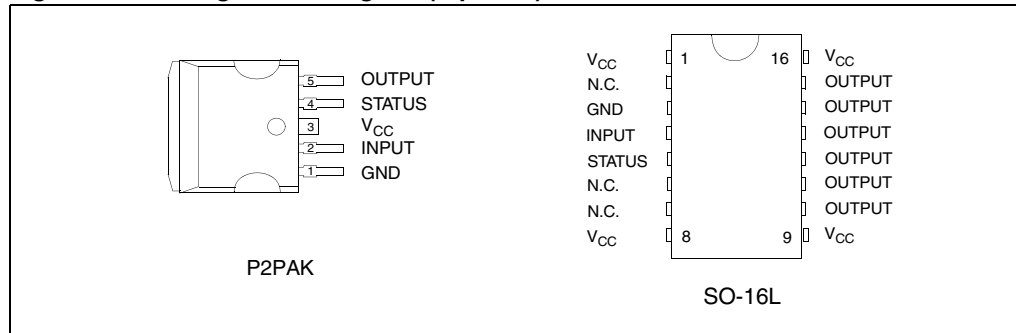 5 OUTPUT
4 STATUS
3 VCC
2 INPUT
1 GND
P2PAK
VCC 1 16 VCC
N.C. OUTPUT
GND OUTPUT
INPUT OUTPUT
STATUS OUTPUT
N.C. OUTPUT
N.C. OUTPUT
VCC 8 9 VCC
SO-16L